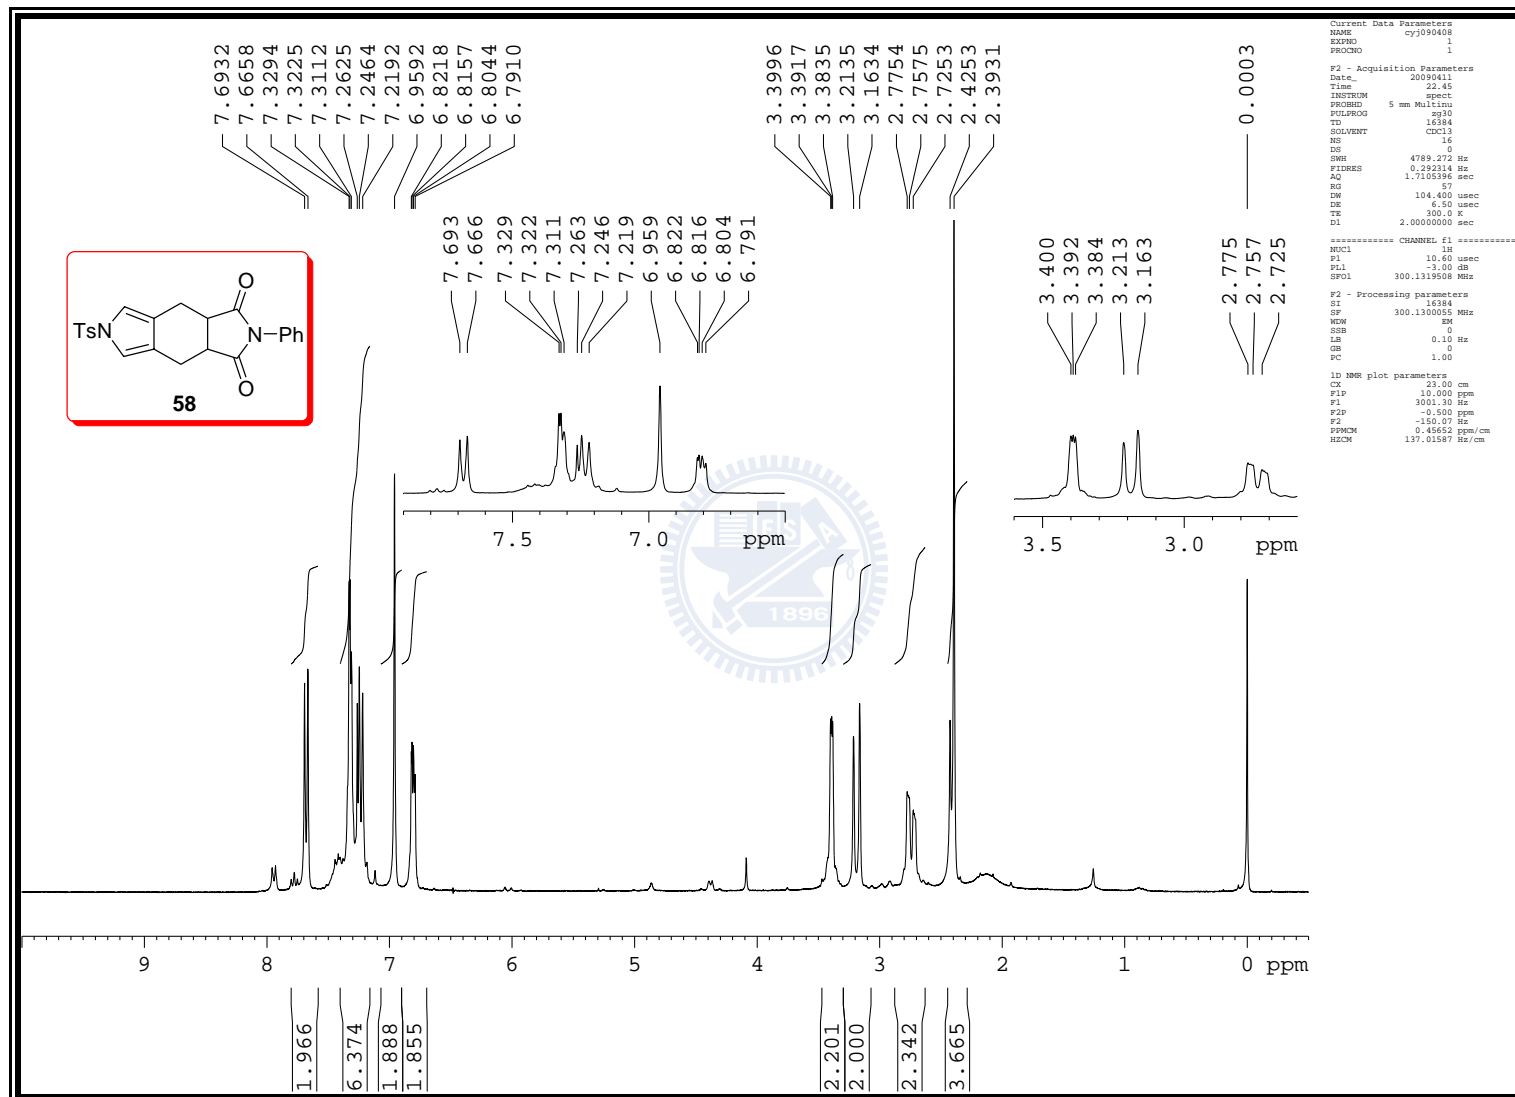 7.6932
7.6658
7.3294
7.3225
7.3112
7.2625
7.2464
7.2192
6.9592
6.8218
6.8157
6.8044
6.7910
3.3996
3.3917
3.3835
3.2135
3.1634
2.7754
2.7575
2.7253
2.4253
2.3931
0.0003
7.693
7.666
7.329
7.322
7.311
7.263
7.246
7.219
6.959
6.822
6.816
6.804
6.791
3.400
3.392
3.384
3.213
3.163
2.775
2.757
2.725
TsN
O
N
Ph
O
58
7.5 7.0 ppm
3.5 3.0 ppm
ES A
1896
9 8 7 6 5 4 3 2 1 0 ppm
1.966
6.374
1.888
1.855
2.201
2.000
2.342
3.665
Current Data Parameters
NAME cyj090408
EXPNO 1
PROCNO 1
F2 - Acquisition Parameters
Date_ 20090411
Time 22.45
INSTRUM spect
PROBHD 5 mm Multinu
PULPROG zg30
TD 16384
SOLVENT CDCl3
NS 16
DS 0
SWH 4789.272 Hz
FIDRES 0.292314 Hz
AQ 1.7105396 sec
RG 57
DW 104.400 usec
DE 6.50 usec
TE 300.0 K
D1 2.00000000 sec
============ CHANNEL f1 ============
NUC1 1H
P1 10.60 usec
PL1 -3.00 dB
SFO1 300.1319508 MHz
F2 - Processing parameters
SI 16384
SF 300.1300055 MHz
WDW EM
SSB 0
LB 0.10 Hz
GB 0
PC 1.00
1D NMR plot parameters
CX 23.00 cm
F1P 10.000 ppm
F1 3001.30 Hz
F2P -0.500 ppm
F2 -150.07 Hz
PPMCM 0.45652 ppm/cm
HZCM 137.01587 Hz/cm